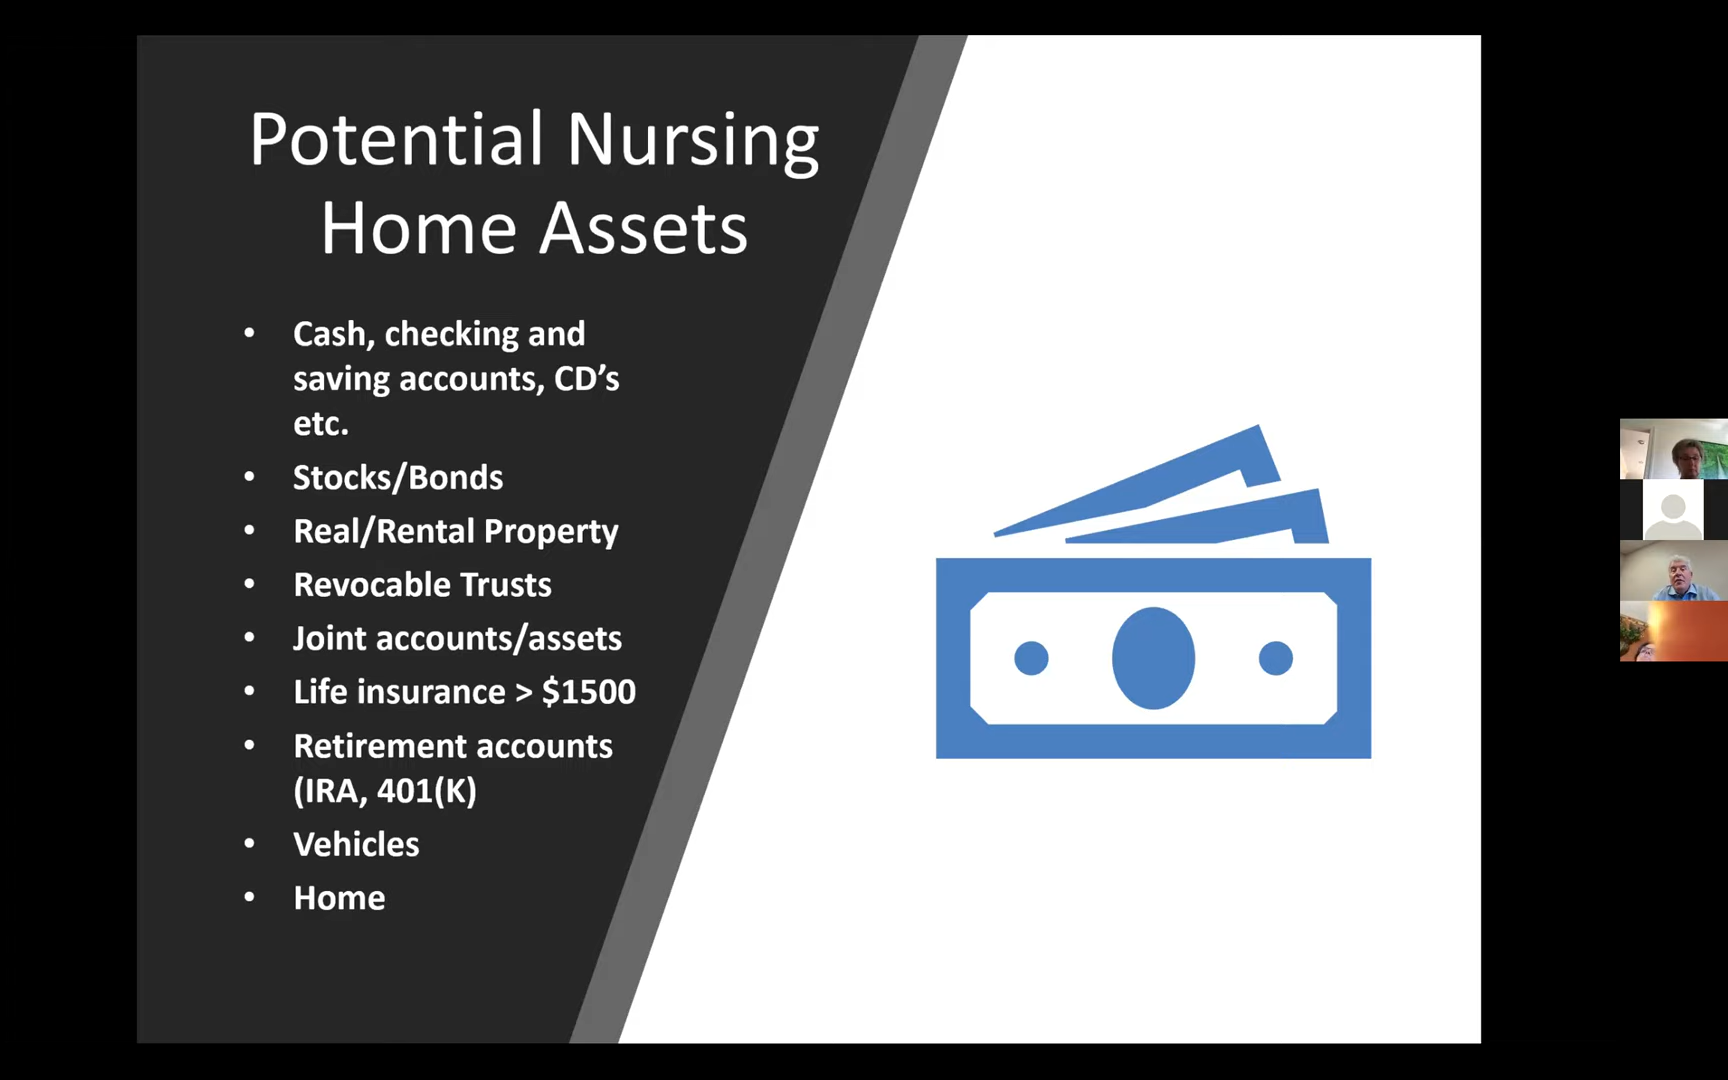 Potential Nursing
Home Assets
• Cash, checking and
saving accounts, CD’s
etc.
• Stocks/Bonds
• Real/Rental Property
• Revocable Trusts
• Joint accounts/assets
• Life insurance > $1500
• Retirement accounts
(IRA, 401(K)
• Vehicles
• Home